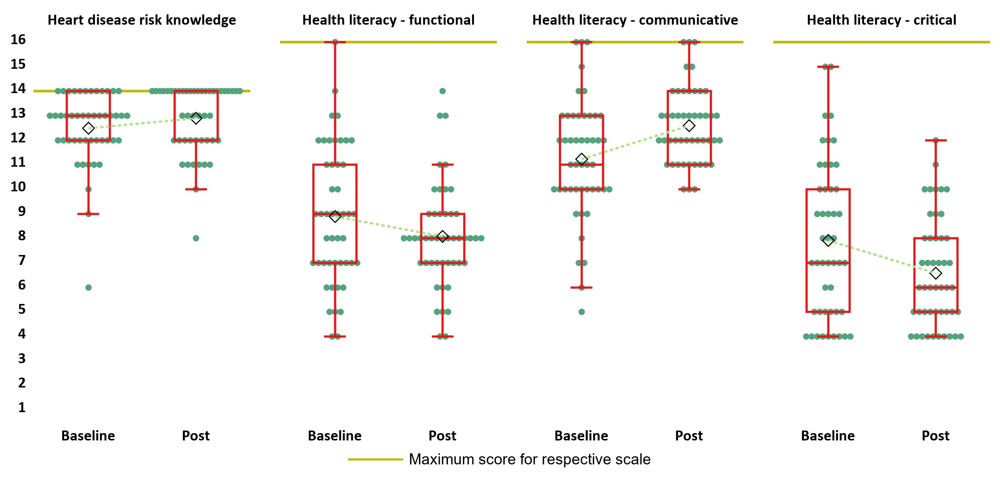 Heart disease risk knowledge
Health literacy - functional
Health literacy - communicative
Health literacy - critical
16
15
14
13
12
11
10
9
8
7
6
5
4
3
2
1
Baseline
Post
Baseline
Post
Baseline
Post
Baseline
Post
Maximum score for respective scale